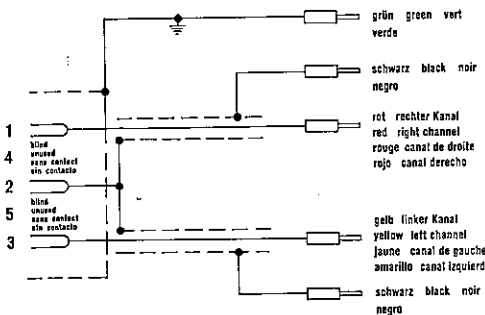 grün green vert
verde
schwarz black noir
negro
rot rechter Kanal
red right channel
rouge canal de droite
rojo canal derecho
1
blind
unused
sans contact
sin contacto
4
2
blind
unused
sans contact
sin contacto
5
3
gelb linker Kanal
yellow left channel
jaune canal de gauche
amarillo canal izquierd
schwarz black noir
negro